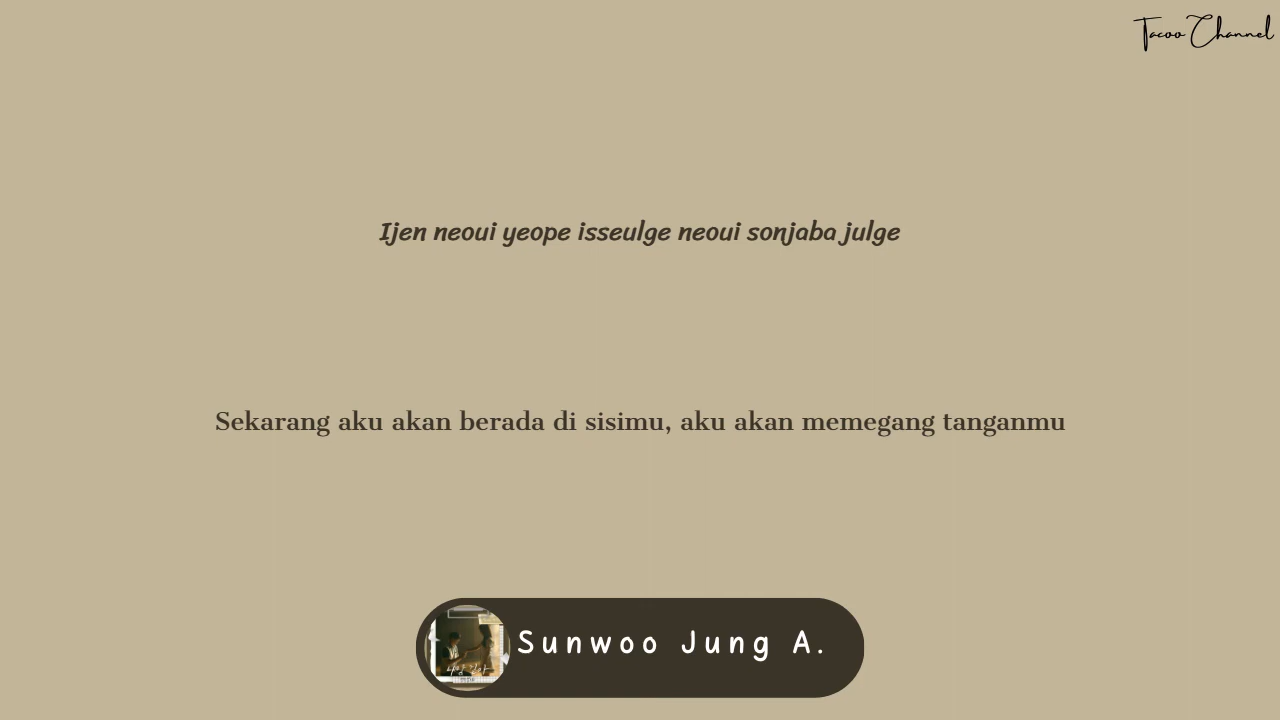 Tacoo Channel
Ijen neoui yeope isseulge neoui sonjaba julge
Sekarang aku akan berada di sisimu, aku akan memegang tanganmu
Sunwoo Jung A.